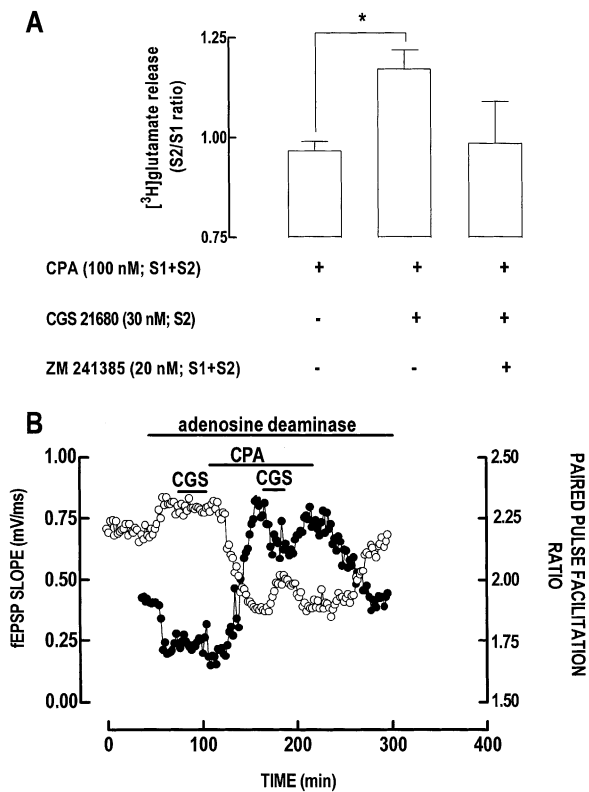 A
*
[³H]glutamate release
(S2/S1 ratio)
1.25
1.00
0.75
CPA (100 nM; S1+S2) + + +
CGS 21680 (30 nM; S2) - + +
ZM 241385 (20 nM; S1+S2) - - +
B
adenosine deaminase
CPA
CGS CGS
fEPSP SLOPE (mV/ms)
1.00
0.75
0.50
0.25
0.00
2.50
2.25
2.00
1.75
1.50
PAIRED PULSE FACILITATION
RATIO
0 100 200 300 400
TIME (min)